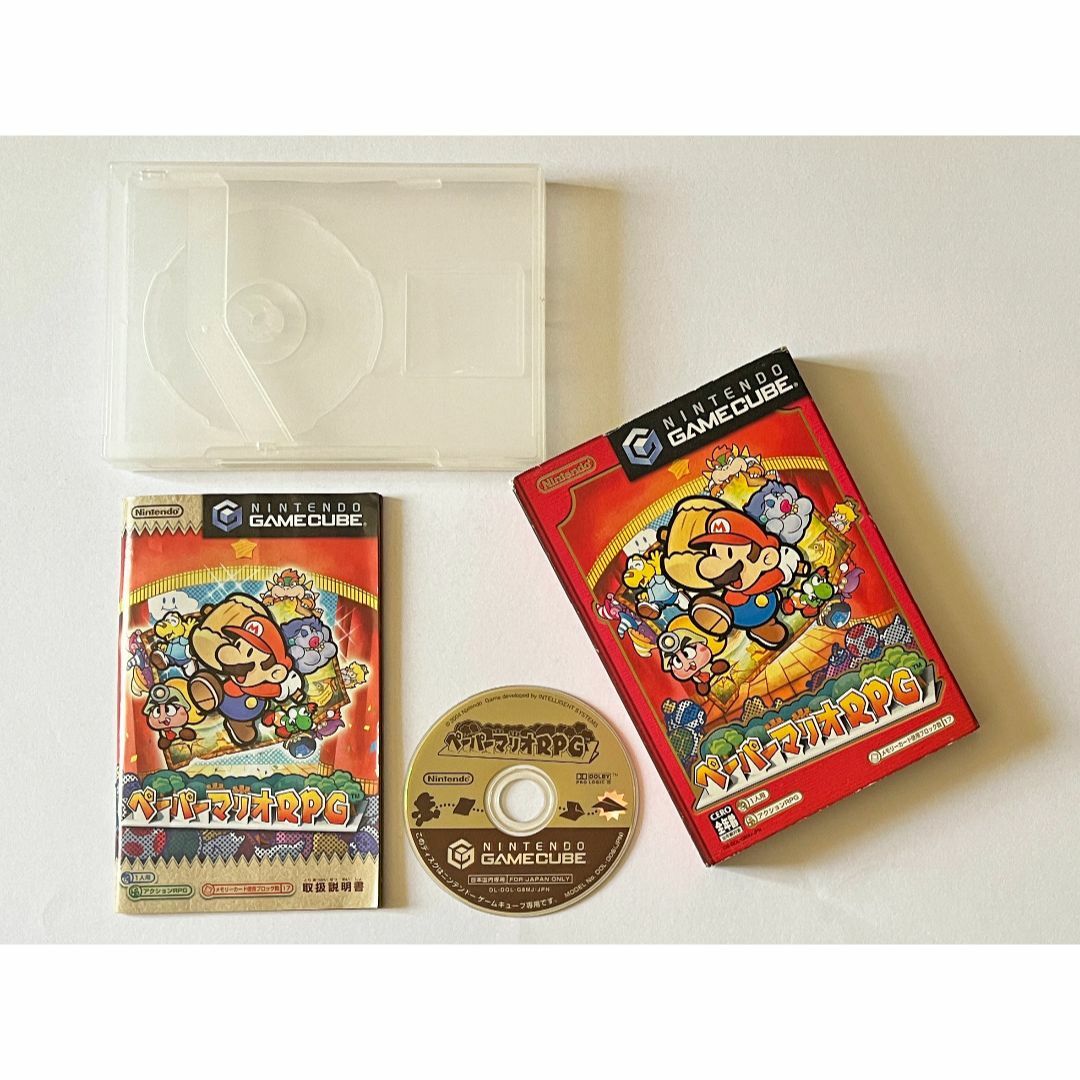 Nintendo
NINTENDO
GAMECUBE
ペーパーマリオRPG
TM
1人用
アクションRPG
メモリーカード使用ブロック数 17
取扱説明書
© 2004 Nintendo Game developed by INTELLIGENT SYSTEMS
ペーパーマリオRPG
Nintendo
DOLBY
PRO LOGIC II
NINTENDO
GAMECUBE
日本国内専用 FOR JAPAN ONLY
DL-DOL-G8MJ-JPN
MODEL No. DOL-006(JPN)
このディスクはニンテンドー ゲームキューブ専用です。
NINTENDO
GAMECUBE
Nintendo
ペーパーマリオRPG
TM
メモリーカード使用ブロック数 17
CERO
全年齢
1人用
アクションRPG